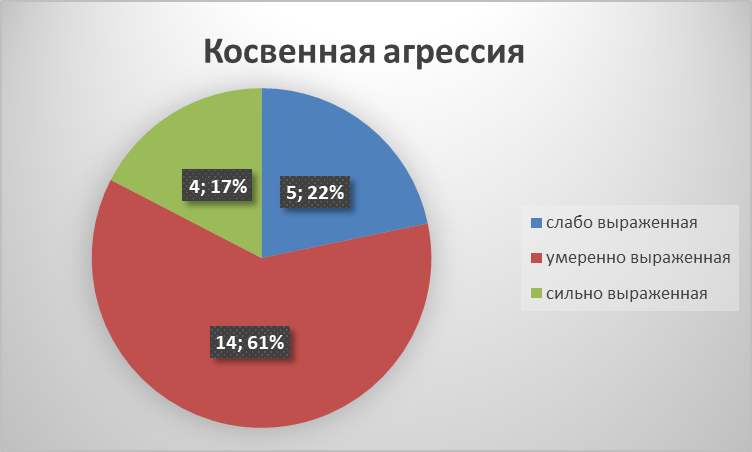 Косвенная агрессия
4; 17%
5; 22%
14; 61%
слабо выраженная
умеренно выраженная
сильно выраженная